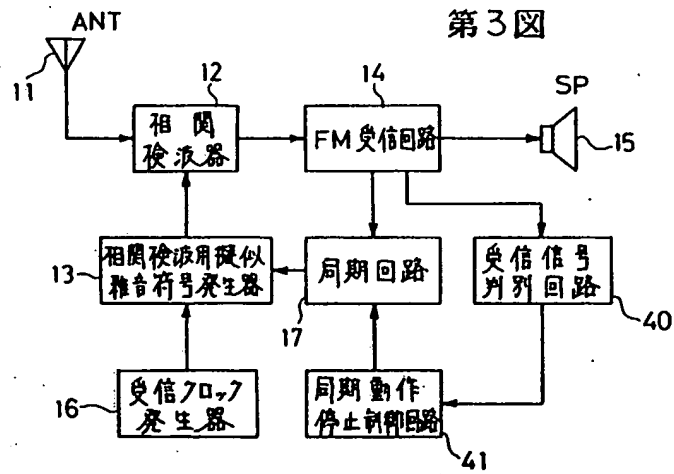 第3図
ANT
11
12
相関
検波器
14
FM受信回路
SP
15
相関検波用擬似
雑音符号発生器
13
同期回路
17
受信信号
判別回路
40
受信クロック
発生器
16
同期動作
停止制御回路
41